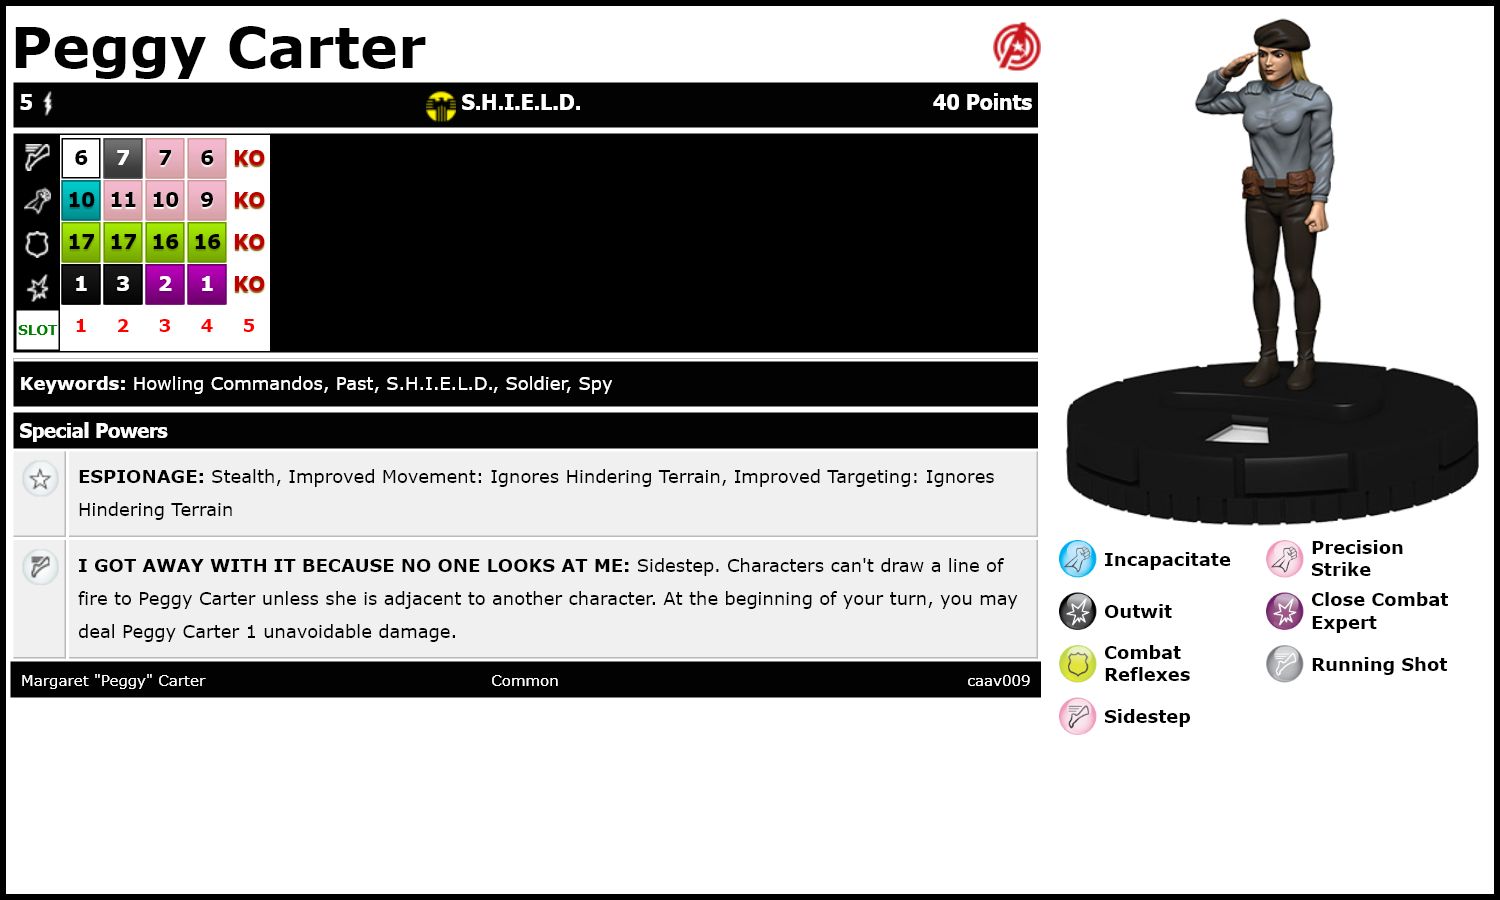 Peggy Carter
5 S.H.I.E.L.D. 40 Points
6 7 7 6 KO
10 11 10 9 KO
17 17 16 16 KO
1 3 2 1 KO
SLOT 1 2 3 4 5
Keywords: Howling Commandos, Past, S.H.I.E.L.D., Soldier, Spy
Special Powers
ESPIONAGE: Stealth, Improved Movement: Ignores Hindering Terrain, Improved Targeting: Ignores
Hindering Terrain
I GOT AWAY WITH IT BECAUSE NO ONE LOOKS AT ME: Sidestep. Characters can't draw a line of
fire to Peggy Carter unless she is adjacent to another character. At the beginning of your turn, you may
deal Peggy Carter 1 unavoidable damage.
Margaret "Peggy" Carter Common caav009
Incapacitate
Precision
Strike
Outwit
Close Combat
Expert
Combat
Reflexes
Running Shot
Sidestep